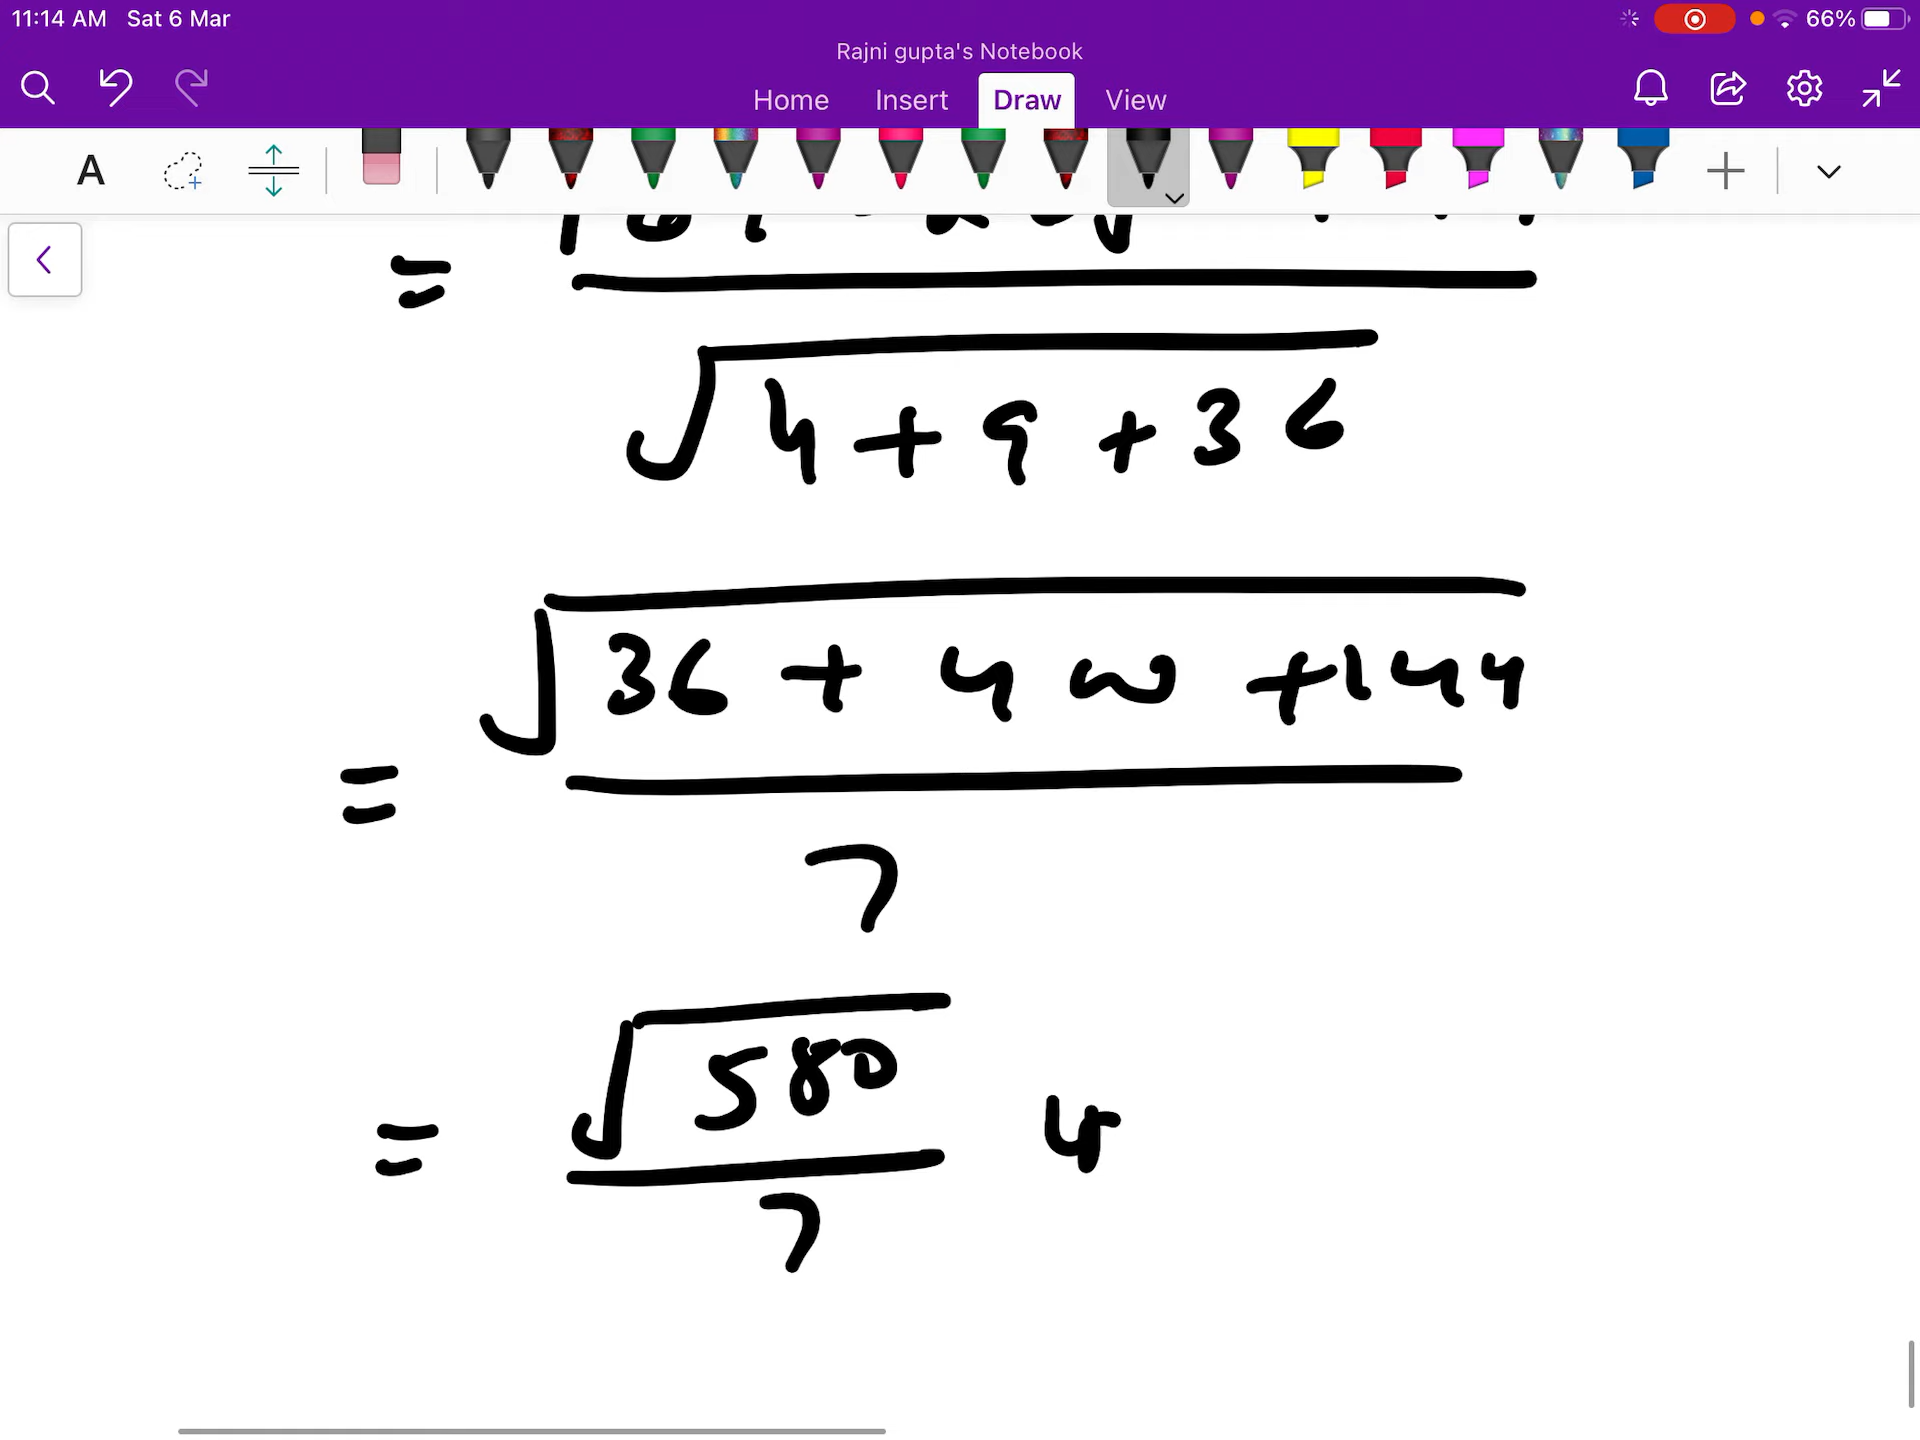 11:14 AM Sat 6 Mar
66%
Rajni gupta's Notebook
Home Insert Draw View
A
=
√4+9+36
√36 + 400 +144
=
7
√580
=
7